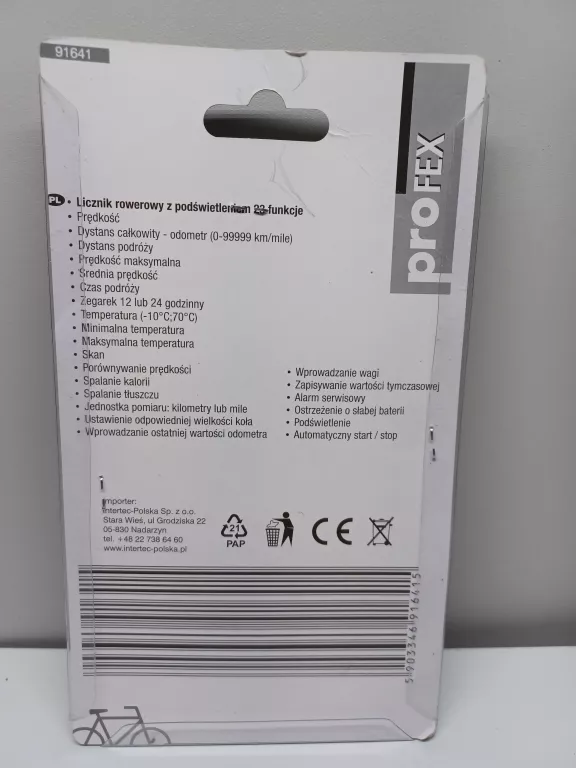 91641
proFEX
PL • Licznik rowerowy z podświetleniem 23 funkcje
• Prędkość
• Dystans całkowity - odometr (0-99999 km/mile)
• Dystans podróży
• Prędkość maksymalna
• Średnia prędkość
• Czas podróży
• Zegarek 12 lub 24 godzinny
• Temperatura (-10°C;70°C)
• Minimalna temperatura
• Maksymalna temperatura
• Skan
• Porównywanie prędkości
• Spalanie kalorii
• Spalanie tłuszczu
• Jednostka pomiaru: kilometry lub mile
• Ustawienie odpowiedniej wielkości koła
• Wprowadzanie ostatniej wartości odometra
• Wprowadzanie wagi
• Zapisywanie wartości tymczasowej
• Alarm serwisowy
• Ostrzeżenie o słabej baterii
• Podświetlenie
• Automatyczny start / stop
Importer:
Intertec-Polska Sp. z o.o.
Stara Wieś, ul Grodziska 22
05-830 Nadarzyn
tel. +48 22 738 64 60
www.intertec-polska.pl
21
PAP
CE
5 903346 916415